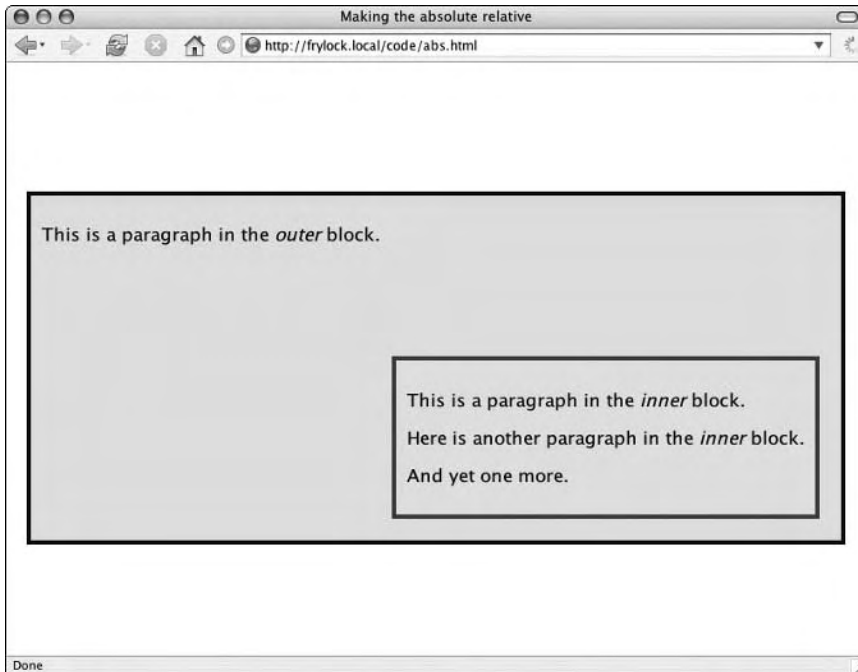 Making the absolute relative
http://frylock.local/code/abs.html
This is a paragraph in the outer block.
This is a paragraph in the inner block.
Here is another paragraph in the inner block.
And yet one more.
Done